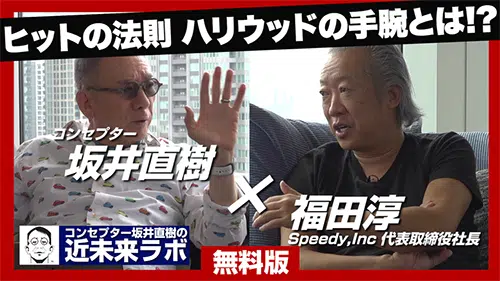 ヒットの法則 ハリウッドの手腕とは!?
コンセプター
坂井直樹
×
福田淳
Speedy,Inc 代表取締役社長
コンセプター坂井直樹の
近未来ラボ
無料版